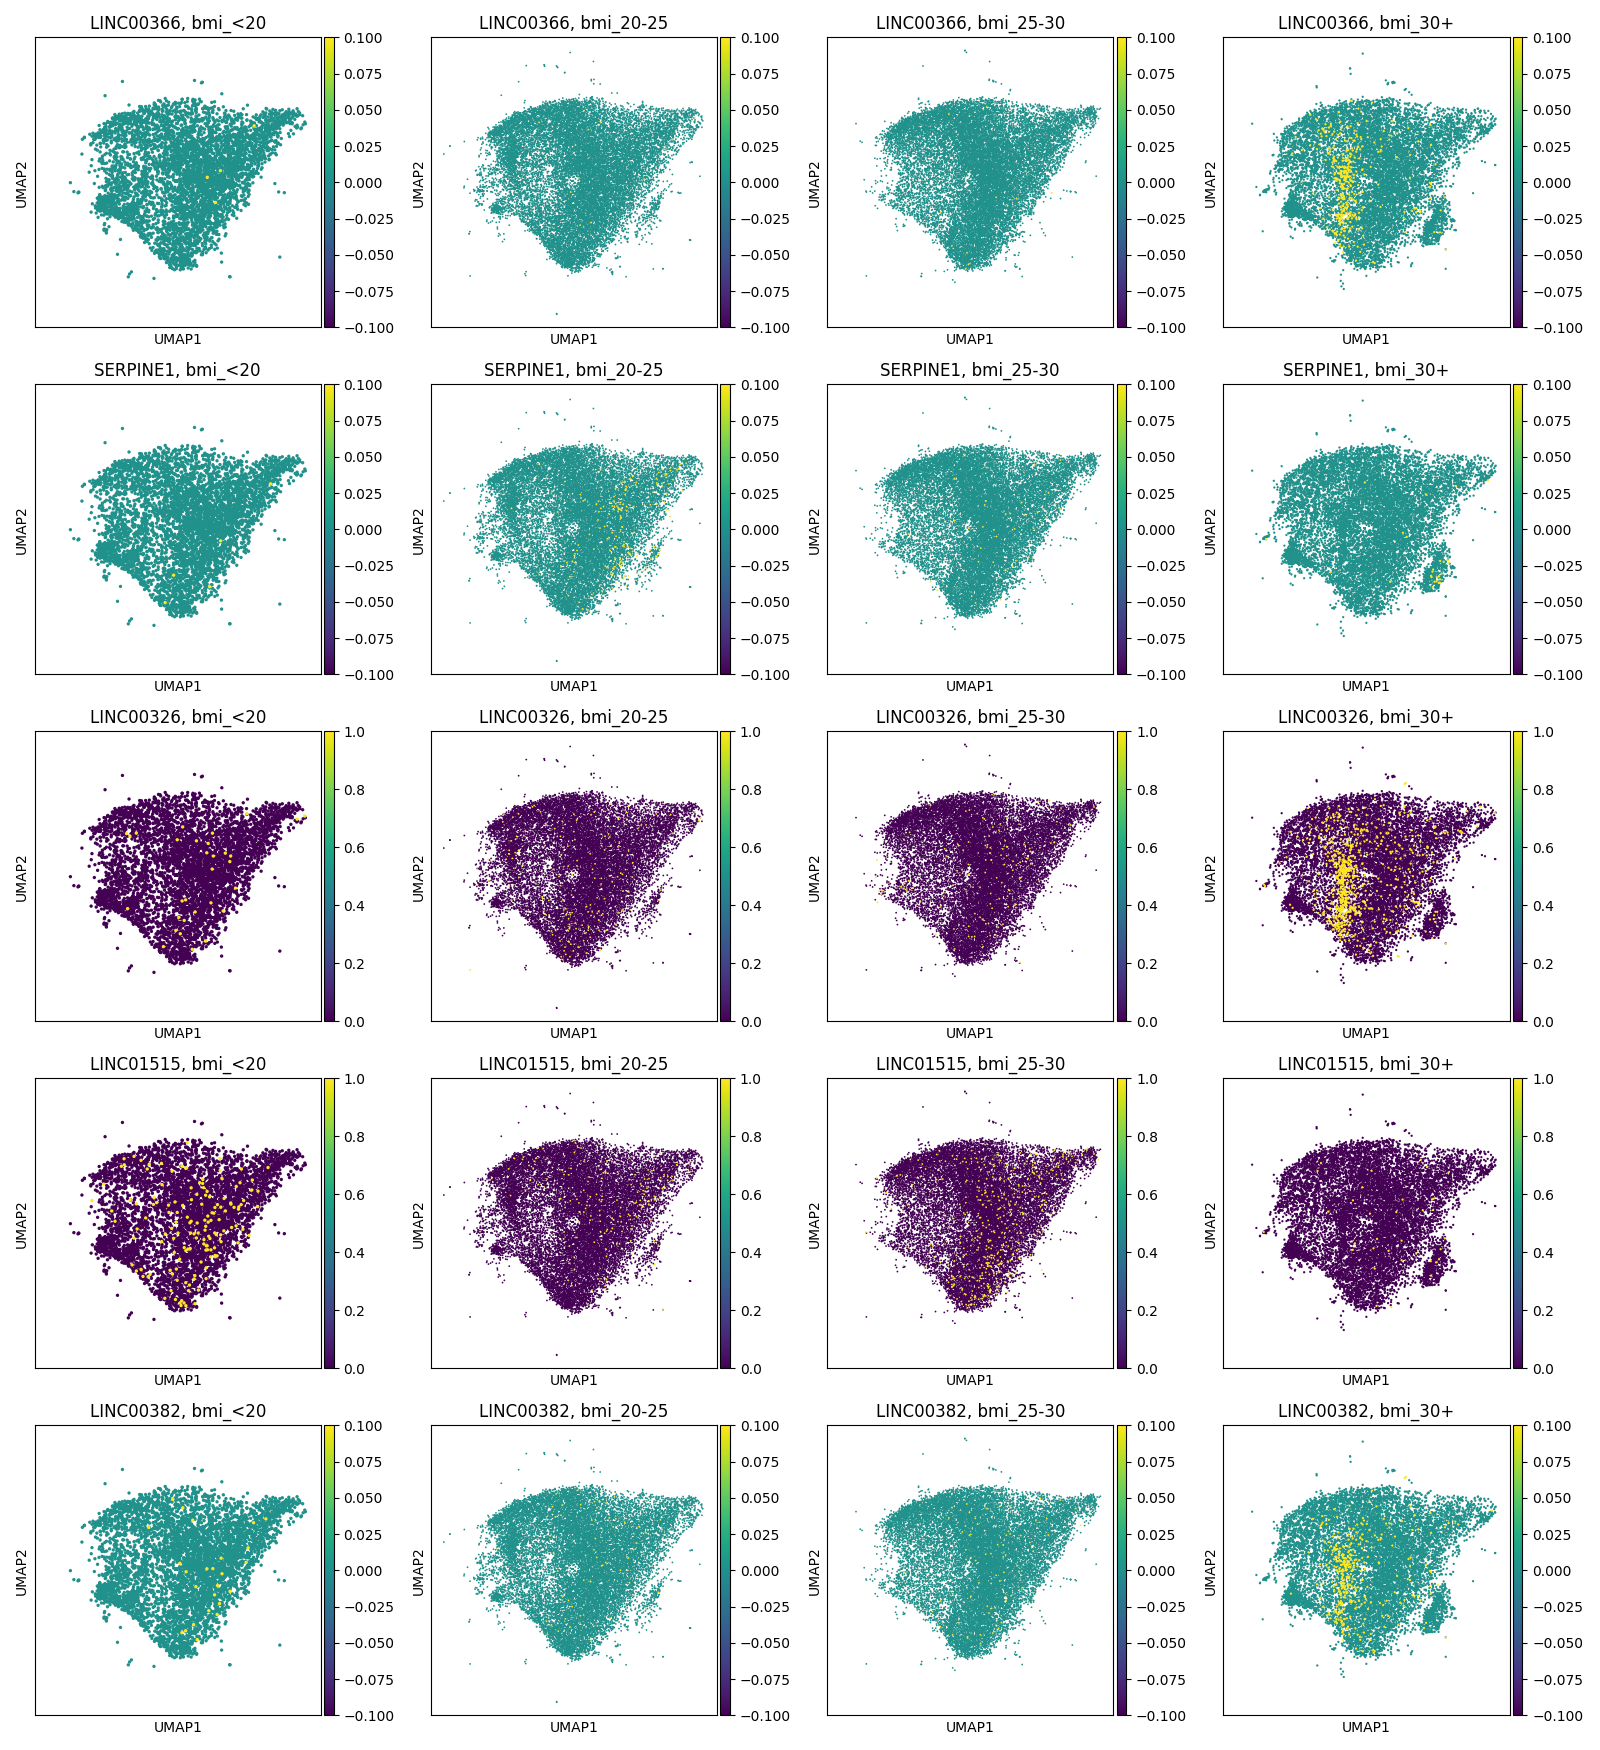 LINC00366, bmi_<20
LINC00366, bmi_20-25
LINC00366, bmi_25-30
LINC00366, bmi_30+
UMAP2
UMAP1
0.100
0.075
0.050
0.025
0.000
−0.025
−0.050
−0.075
−0.100
UMAP2
UMAP1
0.100
0.075
0.050
0.025
0.000
−0.025
−0.050
−0.075
−0.100
UMAP2
UMAP1
0.100
0.075
0.050
0.025
0.000
−0.025
−0.050
−0.075
−0.100
UMAP2
UMAP1
0.100
0.075
0.050
0.025
0.000
−0.025
−0.050
−0.075
−0.100
SERPINE1, bmi_<20
SERPINE1, bmi_20-25
SERPINE1, bmi_25-30
SERPINE1, bmi_30+
UMAP2
UMAP1
0.100
0.075
0.050
0.025
0.000
−0.025
−0.050
−0.075
−0.100
UMAP2
UMAP1
0.100
0.075
0.050
0.025
0.000
−0.025
−0.050
−0.075
−0.100
UMAP2
UMAP1
0.100
0.075
0.050
0.025
0.000
−0.025
−0.050
−0.075
−0.100
UMAP2
UMAP1
0.100
0.075
0.050
0.025
0.000
−0.025
−0.050
−0.075
−0.100
LINC00326, bmi_<20
LINC00326, bmi_20-25
LINC00326, bmi_25-30
LINC00326, bmi_30+
UMAP2
UMAP1
1.0
0.8
0.6
0.4
0.2
0.0
UMAP2
UMAP1
1.0
0.8
0.6
0.4
0.2
0.0
UMAP2
UMAP1
1.0
0.8
0.6
0.4
0.2
0.0
UMAP2
UMAP1
1.0
0.8
0.6
0.4
0.2
0.0
LINC01515, bmi_<20
LINC01515, bmi_20-25
LINC01515, bmi_25-30
LINC01515, bmi_30+
UMAP2
UMAP1
1.0
0.8
0.6
0.4
0.2
0.0
UMAP2
UMAP1
1.0
0.8
0.6
0.4
0.2
0.0
UMAP2
UMAP1
1.0
0.8
0.6
0.4
0.2
0.0
UMAP2
UMAP1
1.0
0.8
0.6
0.4
0.2
0.0
LINC00382, bmi_<20
LINC00382, bmi_20-25
LINC00382, bmi_25-30
LINC00382, bmi_30+
UMAP2
UMAP1
0.100
0.075
0.050
0.025
0.000
−0.025
−0.050
−0.075
−0.100
UMAP2
UMAP1
0.100
0.075
0.050
0.025
0.000
−0.025
−0.050
−0.075
−0.100
UMAP2
UMAP1
0.100
0.075
0.050
0.025
0.000
−0.025
−0.050
−0.075
−0.100
UMAP2
UMAP1
0.100
0.075
0.050
0.025
0.000
−0.025
−0.050
−0.075
−0.100